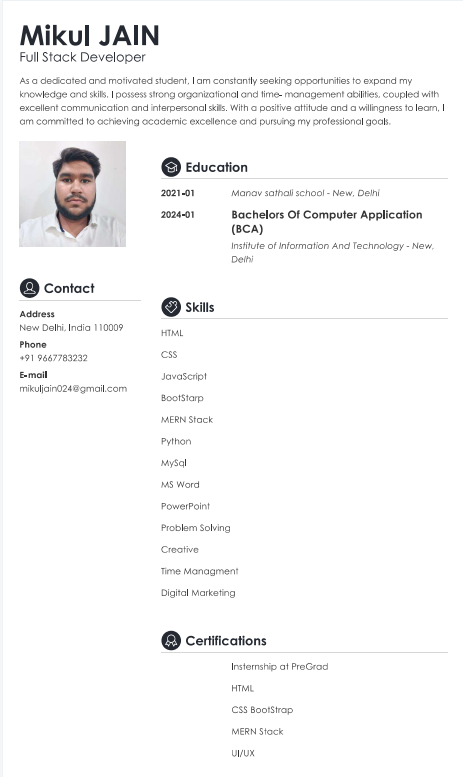 Mikul JAIN
Full Stack Developer
As a dedicated and motivated student, I am constantly seeking opportunities to expand my
knowledge and skills. I possess strong organizational and time- management abilities, coupled with
excellent communication and interpersonal skills. With a positive attitude and a willingness to learn, I
am committed to achieving academic excellence and pursuing my professional goals.
Contact
Address
New Delhi, India 110009
Phone
+91 9667783232
E-mail
mikuljain024@gmail.com
Education
2021-01 Manav sathali school - New, Delhi
2024-01 Bachelors Of Computer Application
(BCA)
Institute of Information And Technology - New,
Delhi
Skills
HTML
CSS
JavaScript
BootStarp
MERN Stack
Python
MySql
MS Word
PowerPoint
Problem Solving
Creative
Time Managment
Digital Marketing
Certifications
Internship at PreGrad
HTML
CSS BootStrap
MERN Stack
UI/UX